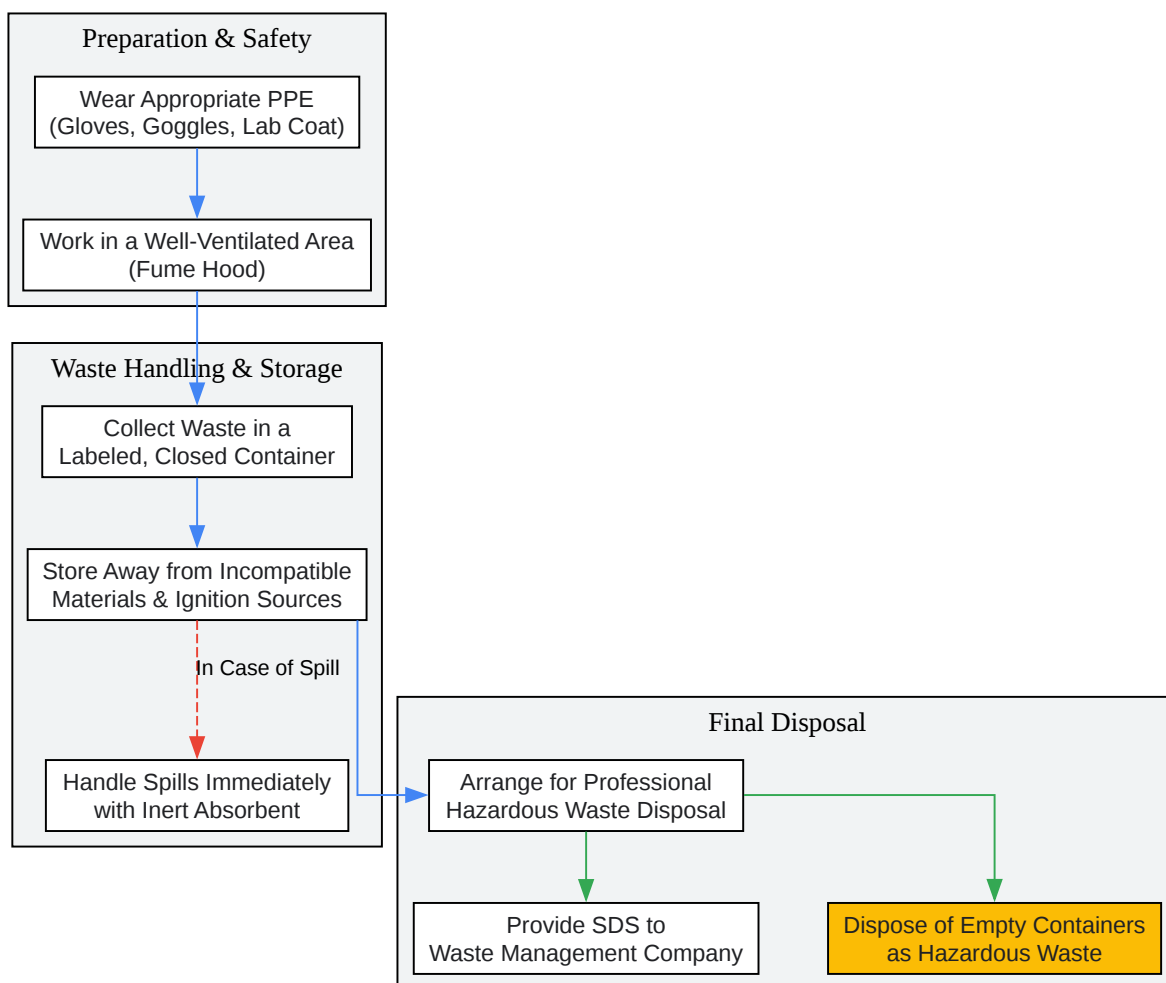 Preparation & Safety
Wear Appropriate PPE
(Gloves, Goggles, Lab Coat)
Work in a Well-Ventilated Area
(Fume Hood)
Waste Handling & Storage
Collect Waste in a
Labeled, Closed Container
Store Away from Incompatible
Materials & Ignition Sources
In Case of Spill
Handle Spills Immediately
with Inert Absorbent
Final Disposal
Arrange for Professional
Hazardous Waste Disposal
Provide SDS to
Waste Management Company
Dispose of Empty Containers
as Hazardous Waste